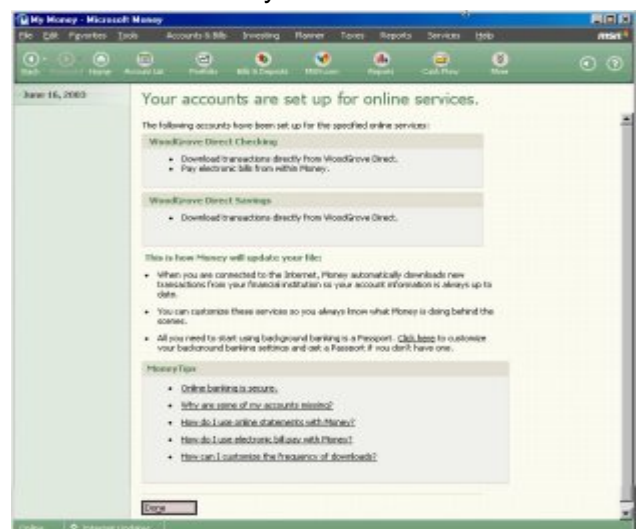 My Money - Microsoft Money
File Edit Favorites Tools Accounts & Bills Investing Planner Taxes Reports Services Help msn
Back Forward Home Account List Portfolio Bills & Deposits MSN.com Reports Cash Flow More
June 16, 2003
Your accounts are set up for online services.
The following accounts have been set up for the specified online services:
WoodGrove Direct Checking
• Download transactions directly from WoodGrove Direct.
• Pay electronic bills from within Money.
WoodGrove Direct Savings
• Download transactions directly from WoodGrove Direct.
This is how Money will update your file:
• When you are connected to the Internet, Money automatically downloads new
transactions from your financial institution so your account information is always up to
date.
• You can customize these services so you always know what Money is doing behind the
scenes.
• All you need to start using background banking is a Passport. Click here to customize
your background banking settings and get a Passport if you don't have one.
MoneyTips
• Online banking is secure.
• Why are some of my accounts missing?
• How do I use online statements with Money?
• How do I use electronic bill pay with Money?
• How can I customize the frequency of downloads?
Done
Online Internet Updates